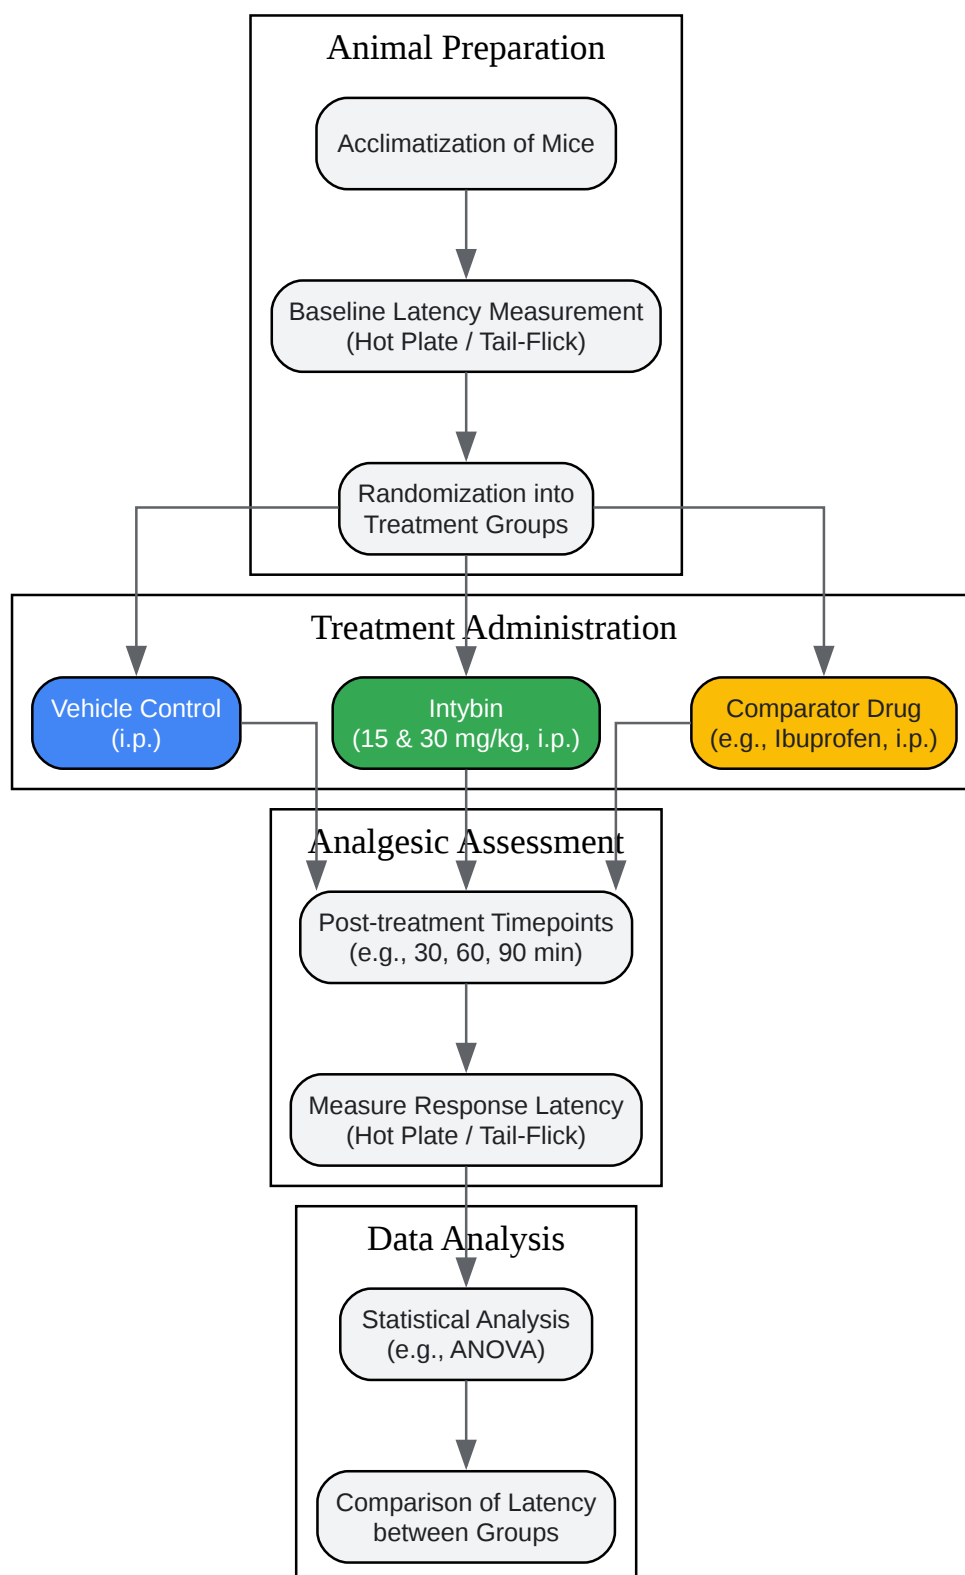 Animal Preparation
Acclimatization of Mice
Baseline Latency Measurement
(Hot Plate / Tail-Flick)
Randomization into
Treatment Groups
Treatment Administration
Vehicle Control
(i.p.)
Intybin
(15 & 30 mg/kg, i.p.)
Comparator Drug
(e.g., Ibuprofen, i.p.)
Analgesic Assessment
Post-treatment Timepoints
(e.g., 30, 60, 90 min)
Measure Response Latency
(Hot Plate / Tail-Flick)
Data Analysis
Statistical Analysis
(e.g., ANOVA)
Comparison of Latency
between Groups